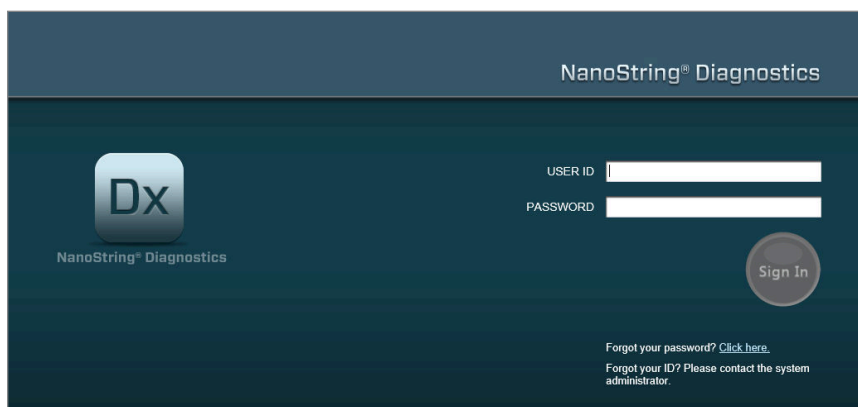 NanoString® Diagnostics
USER ID
PASSWORD
Dx
NanoString® Diagnostics
Sign In
Forgot your password? Click here.
Forgot your ID? Please contact the system
administrator.